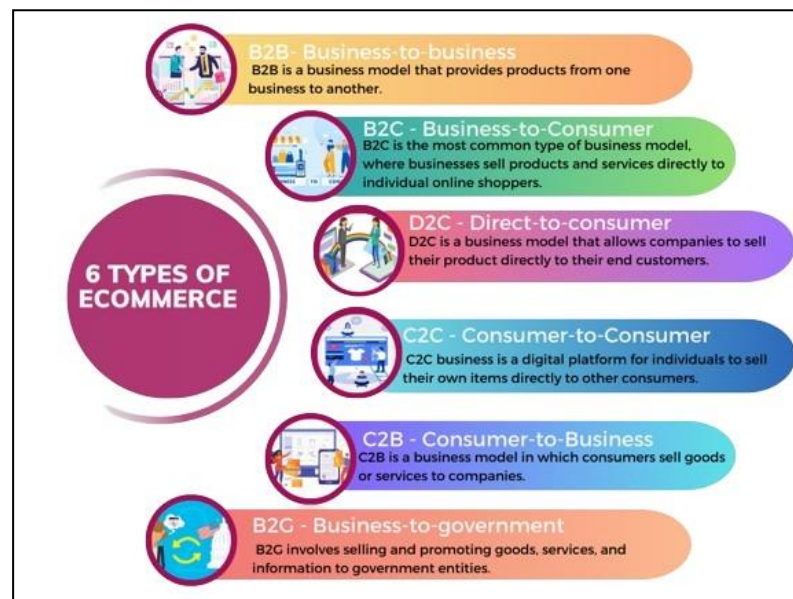 6 TYPES OF
ECOMMERCE
B2B- Business-to-business
B2B is a business model that provides products from one
business to another.
B2C - Business-to-Consumer
B2C is the most common type of business model,
where businesses sell products and services directly to
individual online shoppers.
D2C - Direct-to-consumer
D2C is a business model that allows companies to sell
their product directly to their end customers.
C2C - Consumer-to-Consumer
C2C business is a digital platform for individuals to sell
their own items directly to other consumers.
C2B - Consumer-to-Business
C2B is a business model in which consumers sell goods
or services to companies.
B2G - Business-to-government
B2G involves selling and promoting goods, services, and
information to government entities.